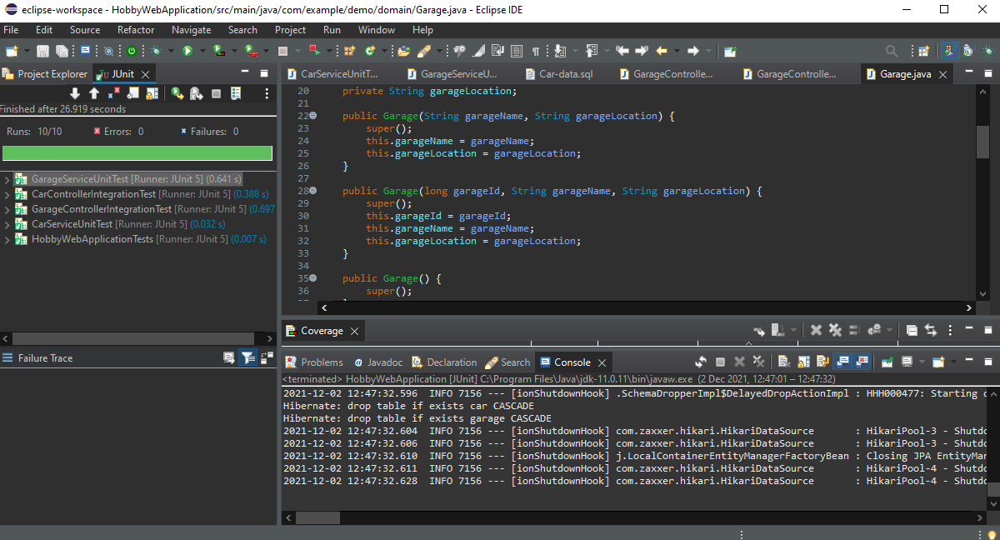 eclipse-workspace - HobbyWebApplication/src/main/java/com/example/demo/domain/Garage.java - Eclipse IDE
File Edit Source Refactor Navigate Search Project Run Window Help
Project Explorer JUnit
Finished after 26.919 seconds
Runs: 10/10 Errors: 0 Failures: 0
GarageServiceUnitTest [Runner: JUnit 5] (0.641 s)
CarControllerIntegrationTest [Runner: JUnit 5] (0.388 s)
GarageControllerIntegrationTest [Runner: JUnit 5] (0.697
CarServiceUnitTest [Runner: JUnit 5] (0.032 s)
HobbyWebApplicationTests [Runner: JUnit 5] (0.007 s)
Failure Trace
CarServiceUnitT... GarageServiceU... Car-data.sql GarageControlle... GarageControlle... Garage.java
20 private String garageLocation;
21
22 public Garage(String garageName, String garageLocation) {
23 super();
24 this.garageName = garageName;
25 this.garageLocation = garageLocation;
26 }
27
28 public Garage(long garageId, String garageName, String garageLocation) {
29 super();
30 this.garageId = garageId;
31 this.garageName = garageName;
32 this.garageLocation = garageLocation;
33 }
34
35 public Garage() {
36 super();
Coverage
Problems Javadoc Declaration Search Console
<terminated> HobbyWebApplication [JUnit] C:\Program Files\Java\jdk-11.0.11\bin\javaw.exe (2 Dec 2021, 12:47:01 – 12:47:32)
2021-12-02 12:47:32.596 INFO 7156 --- [ionShutdownHook] .SchemaDropperImpl$DelayedDropActionImpl : HHH000477: Starting
Hibernate: drop table if exists car CASCADE
Hibernate: drop table if exists garage CASCADE
2021-12-02 12:47:32.604 INFO 7156 --- [ionShutdownHook] com.zaxxer.hikari.HikariDataSource : HikariPool-3 - Shutdo
2021-12-02 12:47:32.606 INFO 7156 --- [ionShutdownHook] com.zaxxer.hikari.HikariDataSource : HikariPool-3 - Shutdo
2021-12-02 12:47:32.610 INFO 7156 --- [ionShutdownHook] j.LocalContainerEntityManagerFactoryBean : Closing JPA EntityMan
2021-12-02 12:47:32.611 INFO 7156 --- [ionShutdownHook] com.zaxxer.hikari.HikariDataSource : HikariPool-4 - Shutdo
2021-12-02 12:47:32.628 INFO 7156 --- [ionShutdownHook] com.zaxxer.hikari.HikariDataSource : HikariPool-4 - Shutdo